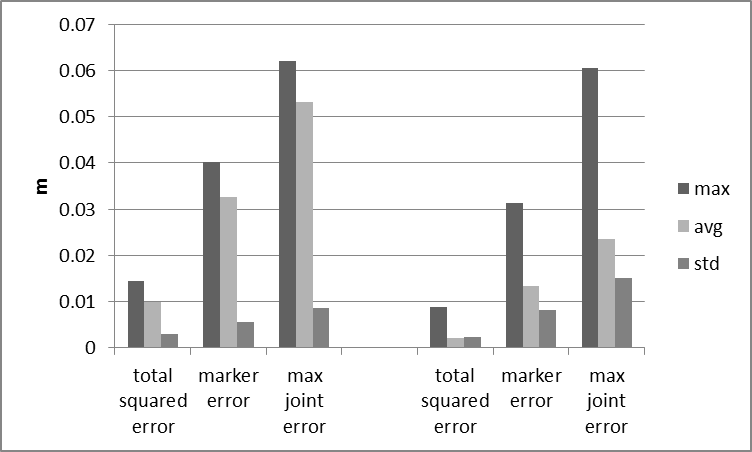 0.07
0.06
0.05
0.04
0.03
0.02
0.01
0
m
total
squared
error
marker
error
max
joint
error
total
squared
error
marker
error
max
joint
error
max
avg
std